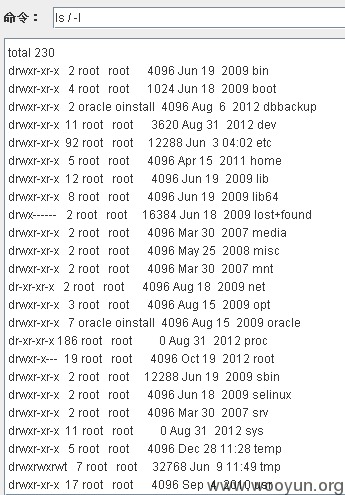 命令： ls / -l
total 230
drwxr-xr-x 2 root root 4096 Jun 19 2009 bin
drwxr-xr-x 4 root root 1024 Jun 18 2009 boot
drwxr-xr-x 2 oracle oinstall 4096 Aug 6 2012 dbbackup
drwxr-xr-x 11 root root 3620 Aug 31 2012 dev
drwxr-xr-x 92 root root 12288 Jun 3 04:02 etc
drwxr-xr-x 5 root root 4096 Apr 15 2011 home
drwxr-xr-x 12 root root 4096 Jun 19 2009 lib
drwxr-xr-x 8 root root 4096 Jun 19 2009 lib64
drwx------ 2 root root 16384 Jun 18 2009 lost+found
drwxr-xr-x 2 root root 4096 Mar 30 2007 media
drwxr-xr-x 2 root root 4096 May 25 2008 misc
drwxr-xr-x 2 root root 4096 Mar 30 2007 mnt
dr-xr-xr-x 2 root root 4096 Aug 18 2009 net
drwxr-xr-x 3 root root 4096 Aug 15 2009 opt
drwxr-xr-x 7 oracle oinstall 4096 Aug 15 2009 oracle
dr-xr-xr-x 186 root root 0 Aug 31 2012 proc
drwxr-x--- 19 root root 4096 Oct 19 2012 root
drwxr-xr-x 2 root root 12288 Jun 19 2009 sbin
drwxr-xr-x 2 root root 4096 Jun 18 2009 selinux
drwxr-xr-x 2 root root 4096 Mar 30 2007 srv
drwxr-xr-x 11 root root 0 Aug 31 2012 sys
drwxr-xr-x 5 root root 4096 Dec 28 11:28 temp
drwxrwxrwt 7 root root 32768 Jun 9 11:49 tmp
drwxr-xr-x 17 root root 4096 Sep 4 2010 usr
www.wooyun.org